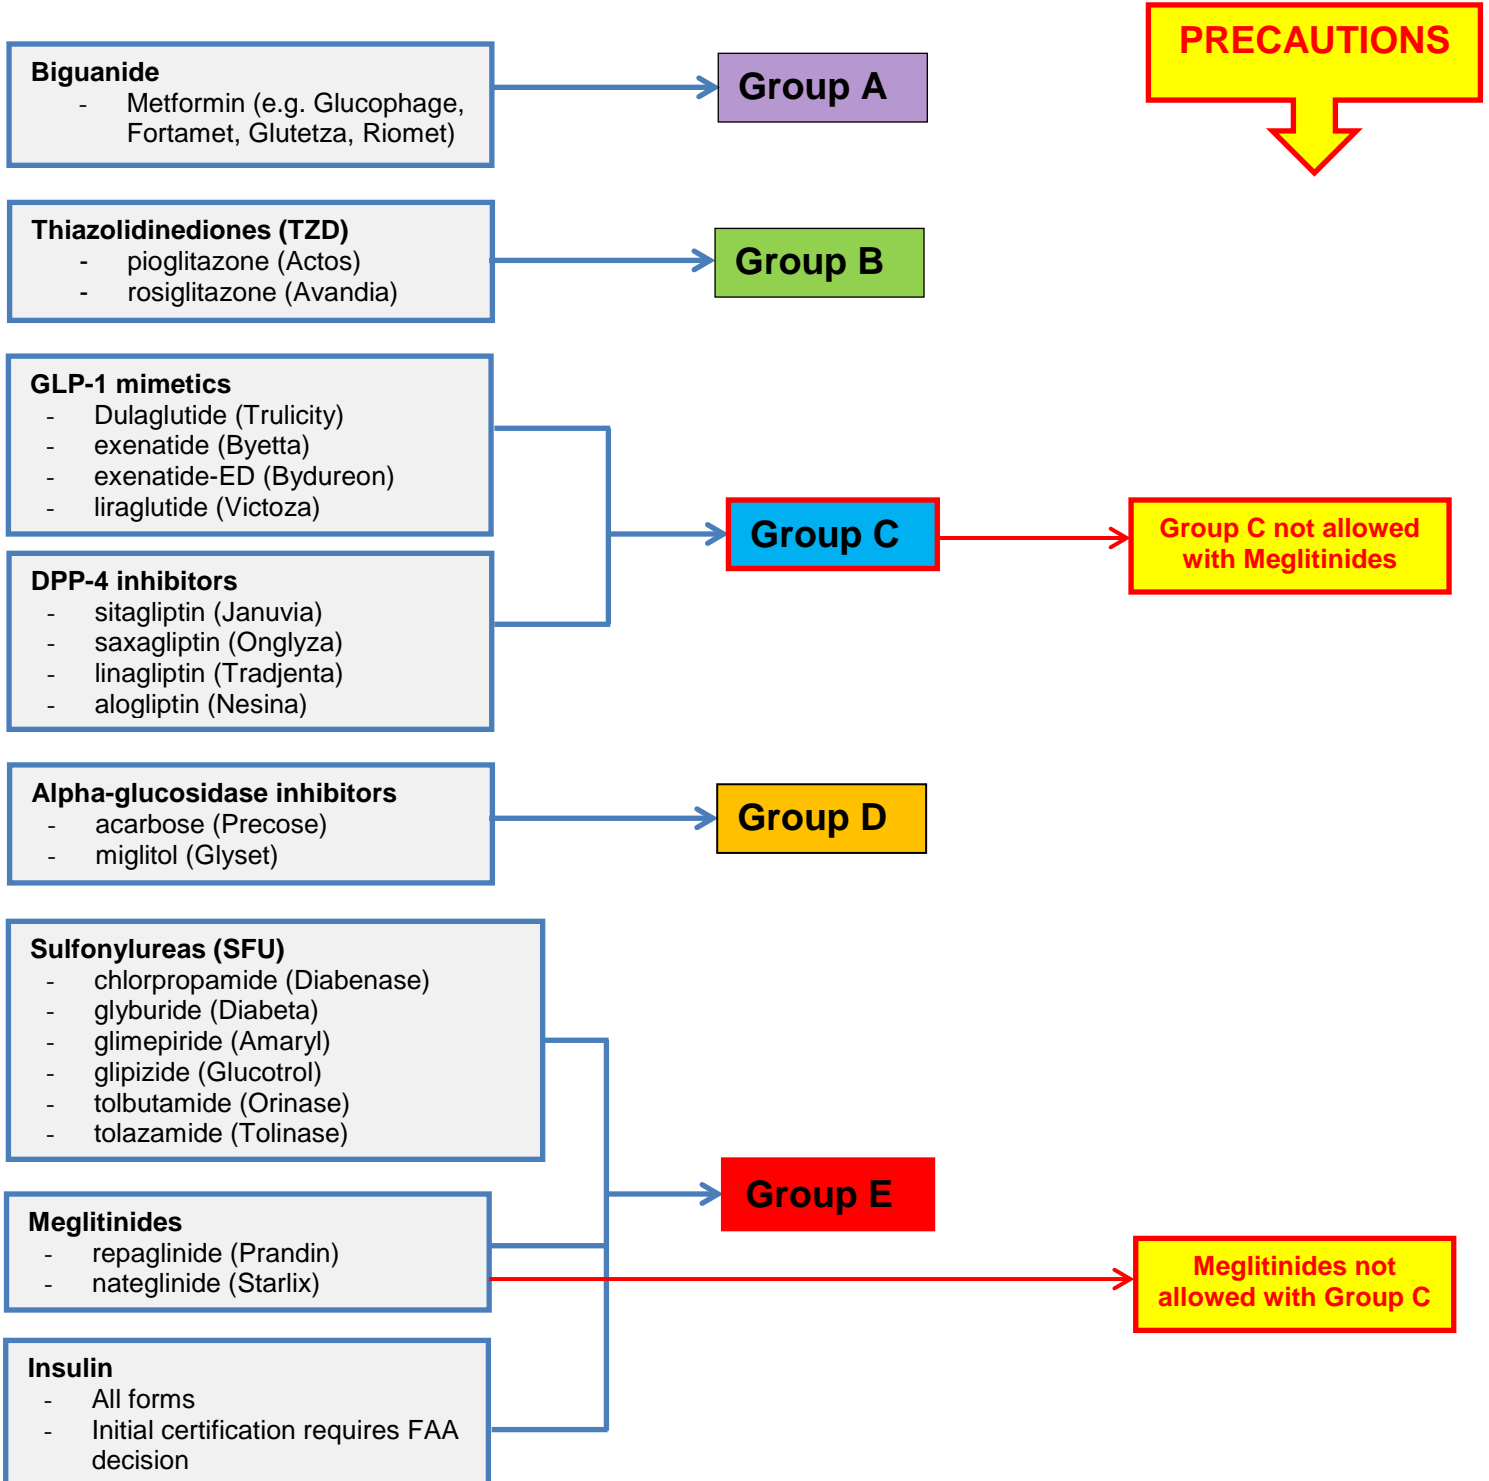 PRECAUTIONS
Biguanide
- Metformin (e.g. Glucophage,
Fortamet, Glutetza, Riomet)
Group A
Thiazolidinediones (TZD)
- pioglitazone (Actos)
- rosiglitazone (Avandia)
Group B
GLP-1 mimetics
- Dulaglutide (Trulicity)
- exenatide (Byetta)
- exenatide-ED (Bydureon)
- liraglutide (Victoza)
DPP-4 inhibitors
- sitagliptin (Januvia)
- saxagliptin (Onglyza)
- linagliptin (Tradjenta)
- alogliptin (Nesina)
Group C
Group C not allowed
with Meglitinides
Alpha-glucosidase inhibitors
- acarbose (Precose)
- miglitol (Glyset)
Group D
Sulfonylureas (SFU)
- chlorpropamide (Diabenase)
- glyburide (Diabeta)
- glimepiride (Amaryl)
- glipizide (Glucotrol)
- tolbutamide (Orinase)
- tolazamide (Tolinase)
Meglitinides
- repaglinide (Prandin)
- nateglinide (Starlix)
Insulin
- All forms
- Initial certification requires FAA
decision
Group E
Meglitinides not
allowed with Group C